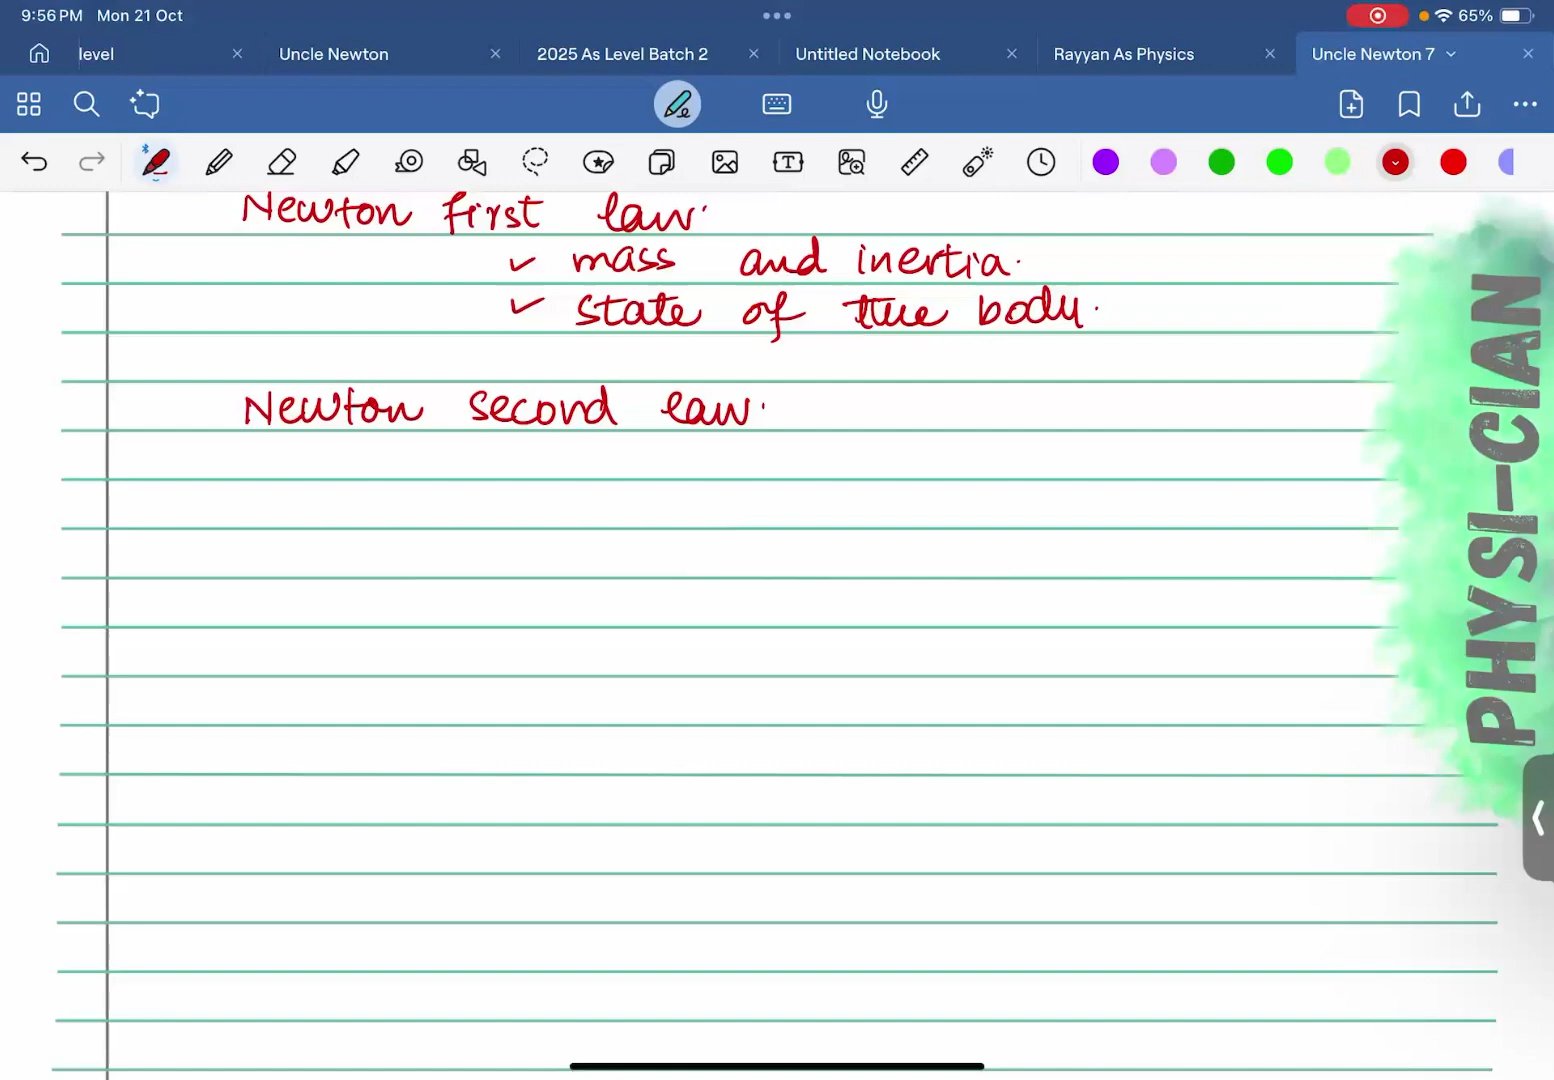 9:56 PM Mon 21 Oct
65%
level
Uncle Newton
2025 As Level Batch 2
Untitled Notebook
Rayyan As Physics
Uncle Newton 7
Newton first law.
✓ mass and inertia.
✓ state of the body.
Newton second law.
PHYSI-CIAN